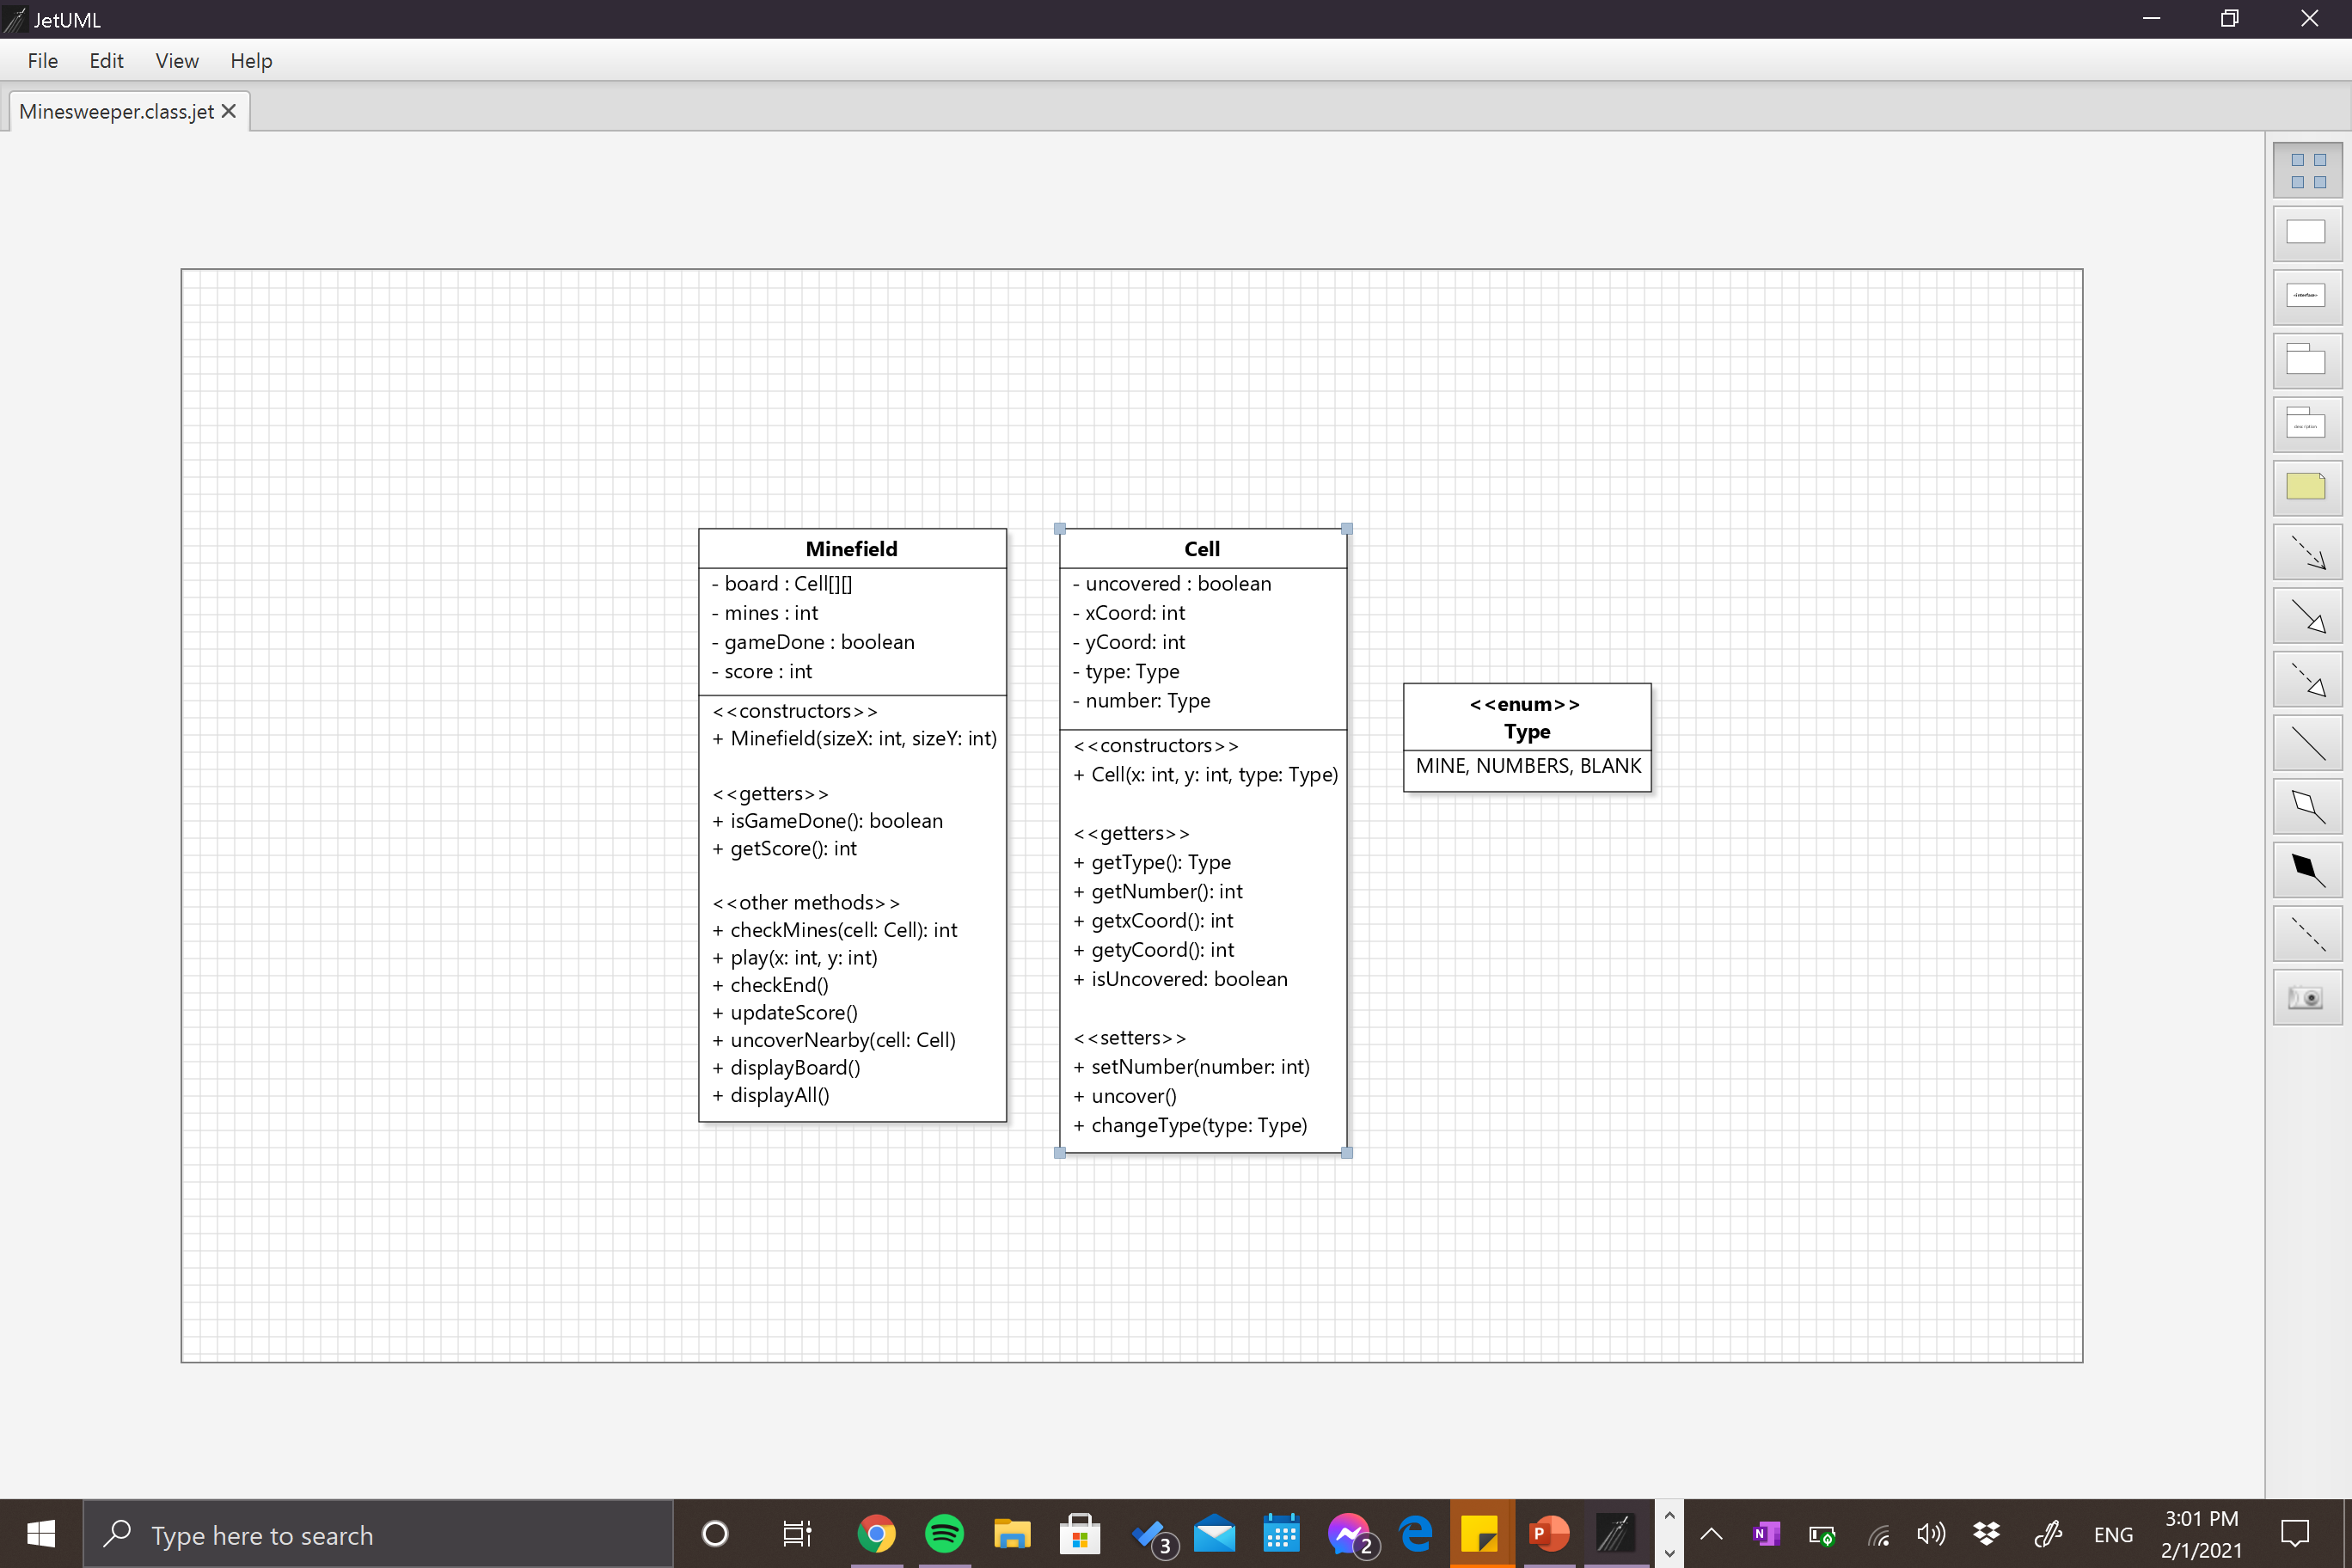 JetUML
File Edit View Help
Minesweeper.class.jet
Minefield
- board : Cell[][]
- mines : int
- gameDone : boolean
- score : int
<<constructors>>
+ Minefield(sizeX: int, sizeY: int)
<<getters>>
+ isGameDone(): boolean
+ getScore(): int
<<other methods>>
+ checkMines(cell: Cell): int
+ play(x: int, y: int)
+ checkEnd()
+ updateScore()
+ uncoverNearby(cell: Cell)
+ displayBoard()
+ displayAll()
Cell
- uncovered : boolean
- xCoord: int
- yCoord: int
- type: Type
- number: Type
<<constructors>>
+ Cell(x: int, y: int, type: Type)
<<getters>>
+ getType(): Type
+ getNumber(): int
+ getxCoord(): int
+ getyCoord(): int
+ isUncovered: boolean
<<setters>>
+ setNumber(number: int)
+ uncover()
+ changeType(type: Type)
<<enum>>
Type
MINE, NUMBERS, BLANK
«interface»
description
Type here to search
3
2
P
N
ENG
3:01 PM
2/1/2021